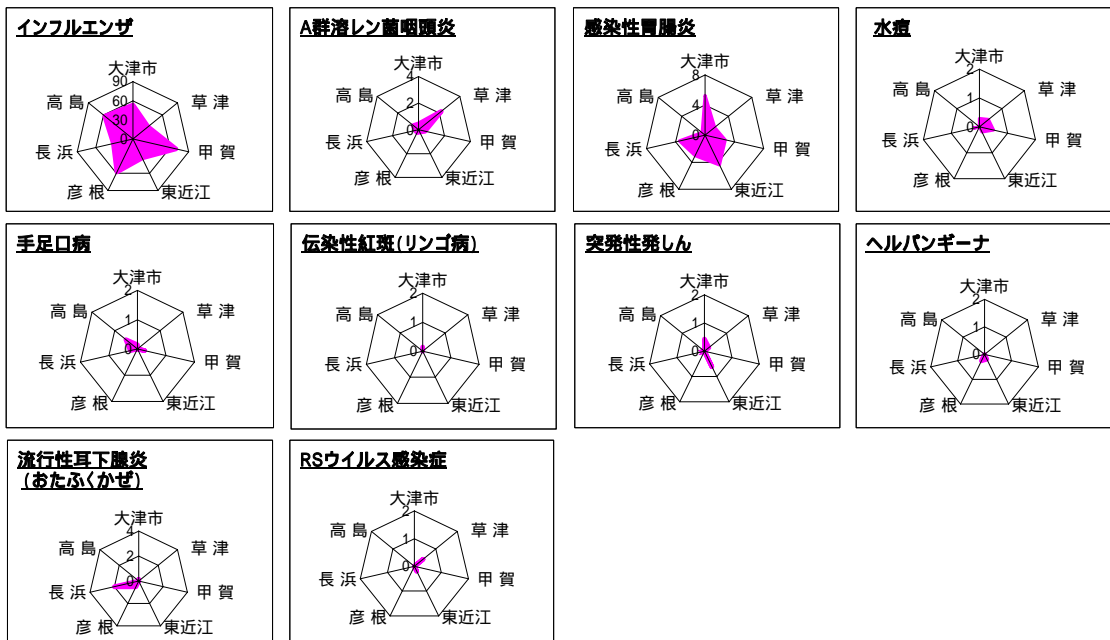 インフルエンザ
大津市
90
60
30
0
草 津
甲 賀
東近江
彦 根
長 浜
高 島
A群溶レン菌咽頭炎
大津市
4
2
0
草 津
甲 賀
東近江
彦 根
長 浜
高 島
感染性胃腸炎
大津市
8
4
0
草 津
甲 賀
東近江
彦 根
長 浜
高 島
水痘
大津市
2
1
0
草 津
甲 賀
東近江
彦 根
長 浜
高 島
手足口病
大津市
2
1
0
草 津
甲 賀
東近江
彦 根
長 浜
高 島
伝染性紅斑(リンゴ病)
大津市
2
1
0
草 津
甲 賀
東近江
彦 根
長 浜
高 島
突発性発しん
大津市
2
1
0
草 津
甲 賀
東近江
彦 根
長 浜
高 島
ヘルパンギーナ
大津市
2
1
0
草 津
甲 賀
東近江
彦 根
長 浜
高 島
流行性耳下腺炎
(おたふくかぜ)
大津市
4
2
0
草 津
甲 賀
東近江
彦 根
長 浜
高 島
RSウイルス感染症
大津市
2
1
0
草 津
甲 賀
東近江
彦 根
長 浜
高 島